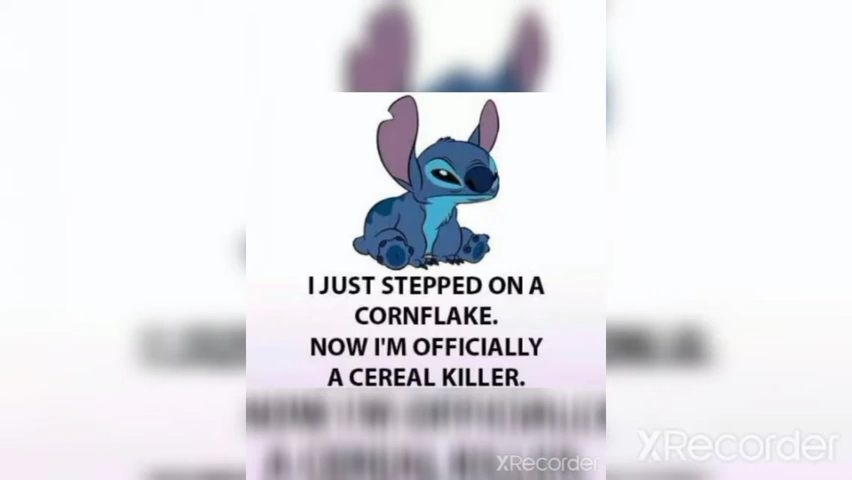 I JUST STEPPED ON A
CORNFLAKE.
NOW I'M OFFICIALLY
A CEREAL KILLER.
XRecorder
XRecorder